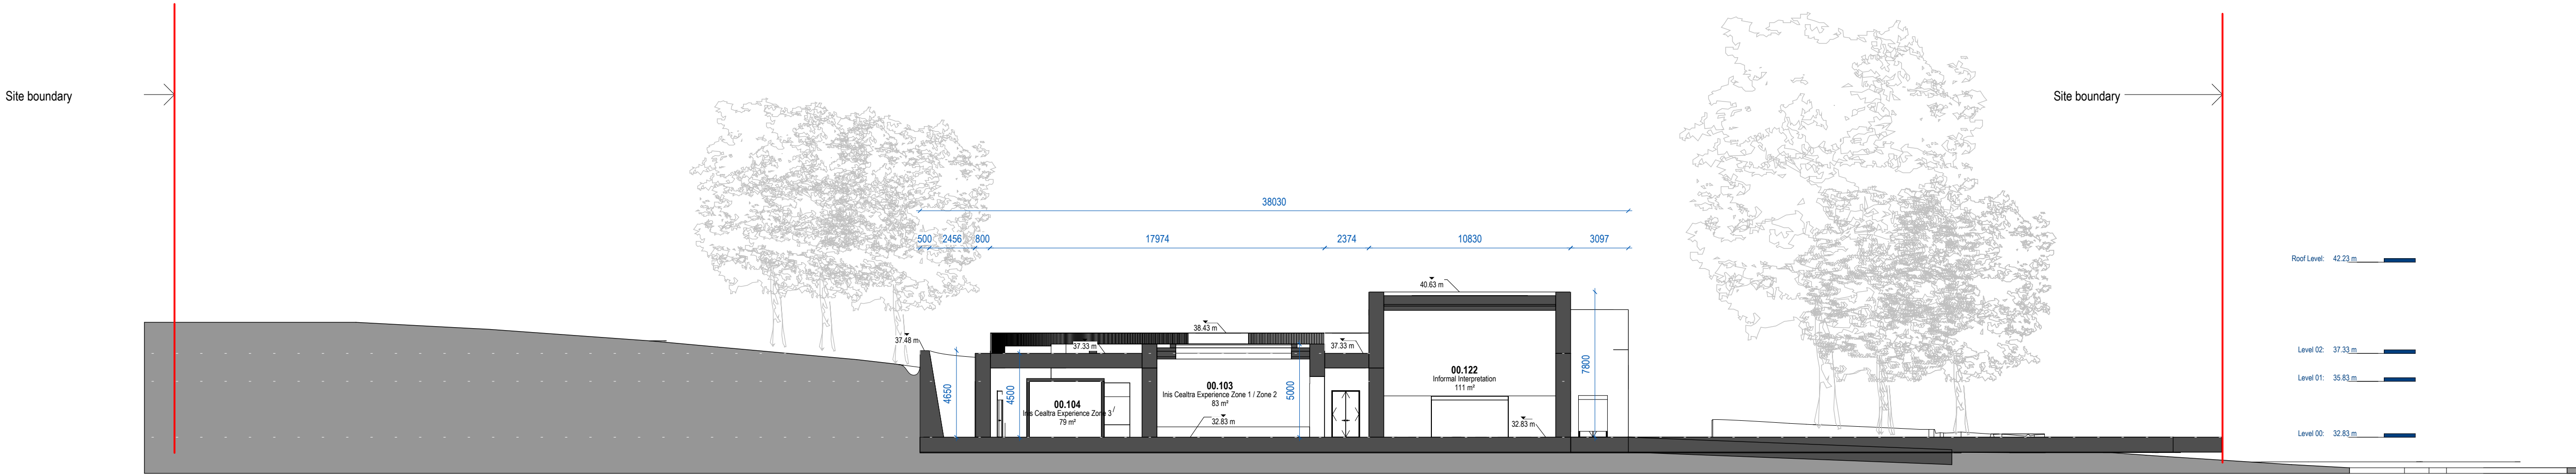 Site boundary
Site boundary
38030
500 2456 800 17974 2374 10830 3097
Roof Level: 42.23 m
40.63 m
38.43 m
37.48 m
37.33 m
37.33 m
Level 02: 37.33 m
7800
00.122
Informal Interpretation
111 m²
Level 01: 35.83 m
4650
4500
5000
00.103
Inis Cealtra Experience Zone 1 / Zone 2
83 m²
00.104
Inis Cealtra Experience Zone 3 /
79 m²
32.83 m
32.83 m
Level 00: 32.83 m